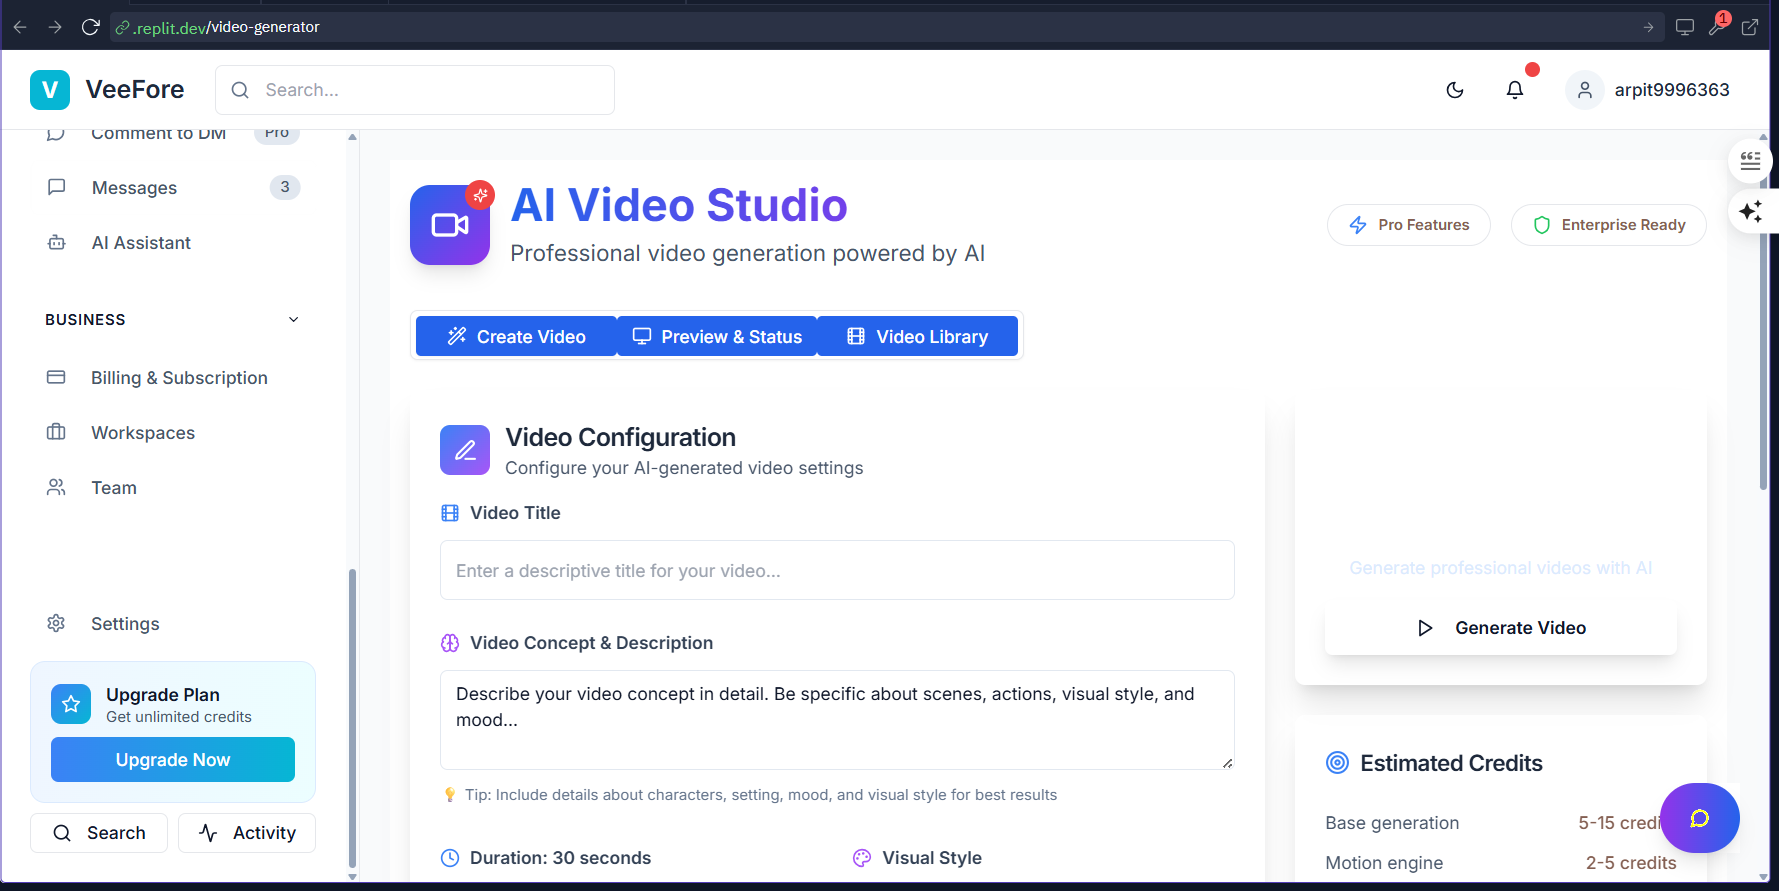 .replit.dev/video-generator
1
V
VeeFore
Search...
arpit9996363
Comment to DM
Pro
Messages
3
AI Assistant
BUSINESS
Billing & Subscription
Workspaces
Team
Settings
Upgrade Plan
Get unlimited credits
Upgrade Now
Search
Activity
AI Video Studio
Professional video generation powered by AI
Pro Features
Enterprise Ready
Create Video
Preview & Status
Video Library
Video Configuration
Configure your AI-generated video settings
Video Title
Enter a descriptive title for your video...
Video Concept & Description
Describe your video concept in detail. Be specific about scenes, actions, visual style, and
mood...
Tip: Include details about characters, setting, mood, and visual style for best results
Duration: 30 seconds
Visual Style
Generate professional videos with AI
Generate Video
Estimated Credits
Base generation
5-15 credi
Motion engine
2-5 credits